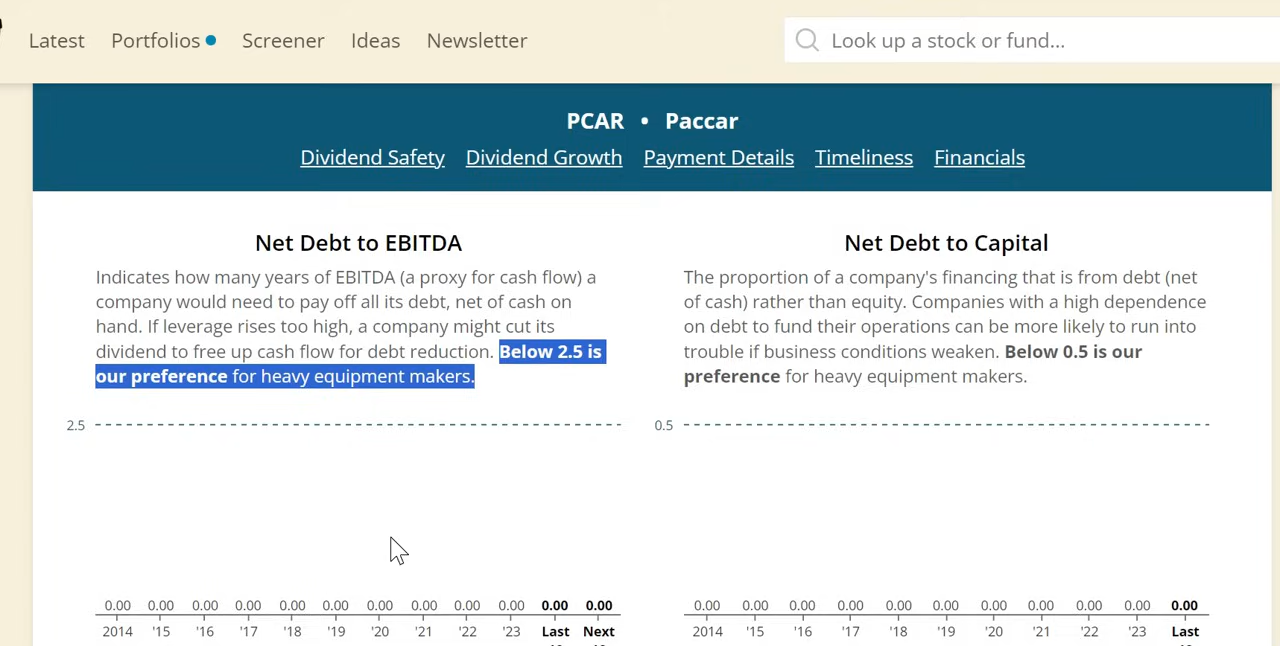 Latest Portfolios Screener Ideas Newsletter Look up a stock or fund...
PCAR • Paccar
Dividend Safety Dividend Growth Payment Details Timeliness Financials
Net Debt to EBITDA
Indicates how many years of EBITDA (a proxy for cash flow) a
company would need to pay off all its debt, net of cash on
hand. If leverage rises too high, a company might cut its
dividend to free up cash flow for debt reduction. Below 2.5 is
our preference for heavy equipment makers.
2.5
0.00 0.00 0.00 0.00 0.00 0.00 0.00 0.00 0.00 0.00 0.00 0.00
2014 '15 '16 '17 '18 '19 '20 '21 '22 '23 Last Next
Net Debt to Capital
The proportion of a company's financing that is from debt (net
of cash) rather than equity. Companies with a high dependence
on debt to fund their operations can be more likely to run into
trouble if business conditions weaken. Below 0.5 is our
preference for heavy equipment makers.
0.5
0.00 0.00 0.00 0.00 0.00 0.00 0.00 0.00 0.00 0.00 0.00
2014 '15 '16 '17 '18 '19 '20 '21 '22 '23 Last